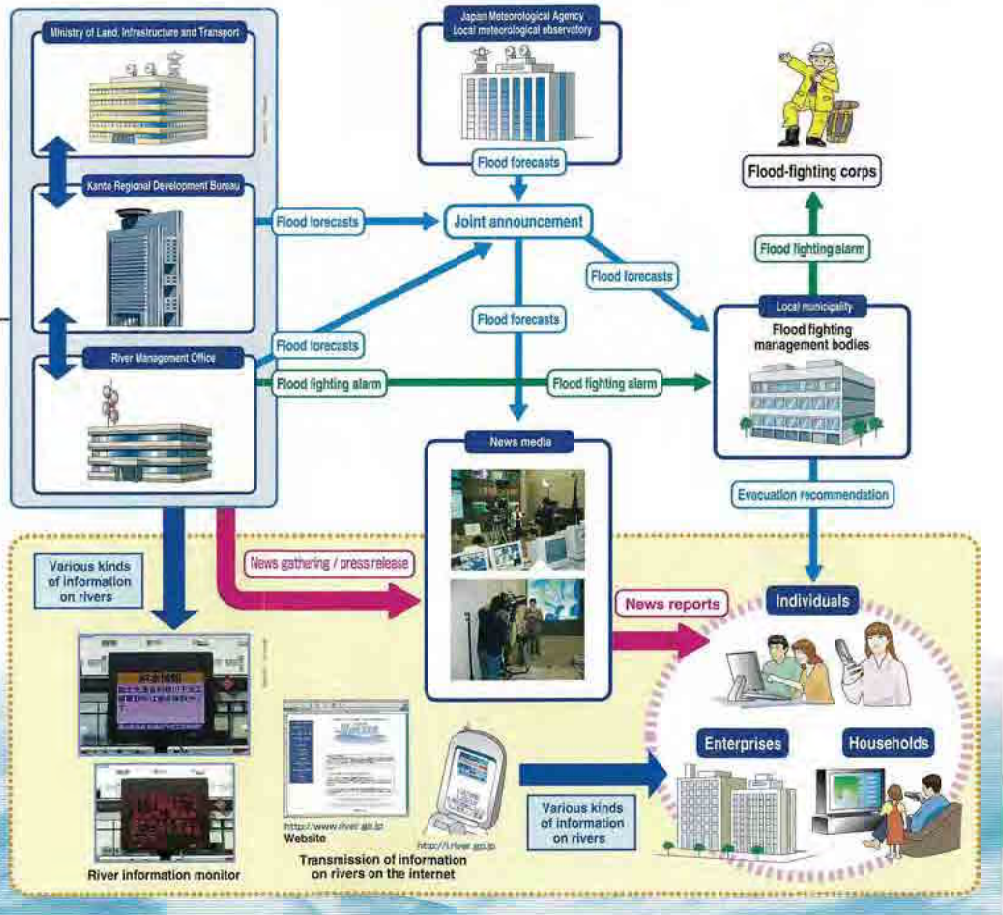 Ministry of Land, Infrastructure and Transport
Japan Meteorological Agency
Local meteorological observatory
Flood forecasts
Flood-fighting corps
Kanto Regional Development Bureau
Flood forecasts
Joint announcement
Flood fighting alarm
Flood forecasts
Local municipality
Flood forecasts
Flood fighting
management bodies
River Management Office
Flood forecasts
Flood fighting alarm
Flood fighting alarm
News media
Evacuation recommendation
Various kinds
of information
on rivers
News gathering / press release
News reports
Individuals
Enterprises
Households
http://www.river.go.jp
Website
http://i.river.go.jp
Various kinds
of information
on rivers
River information monitor
Transmission of information
on rivers on the internet